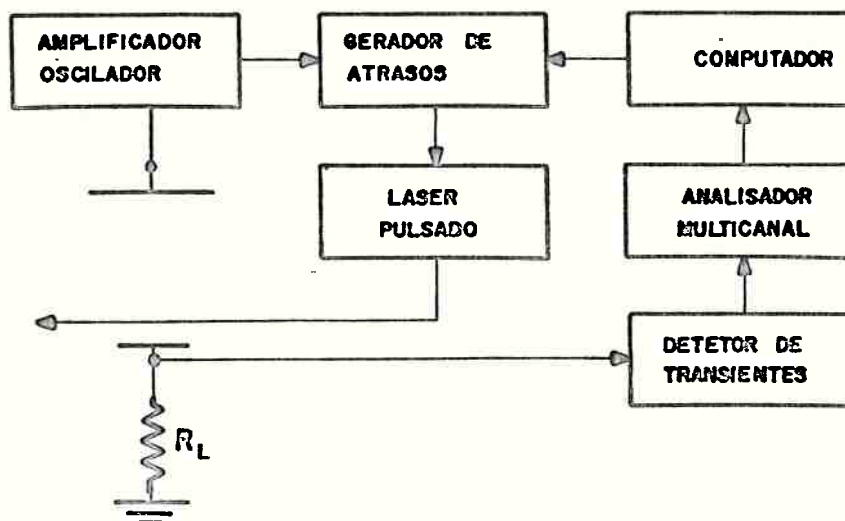 AMPLIFICADOR
OSCILADOR
GERADOR DE
ATRASOS
COMPUTADOR
LASER
PULSADO
ANALISADOR
MULTICANAL
DETETOR DE
TRANSIENTES
RL